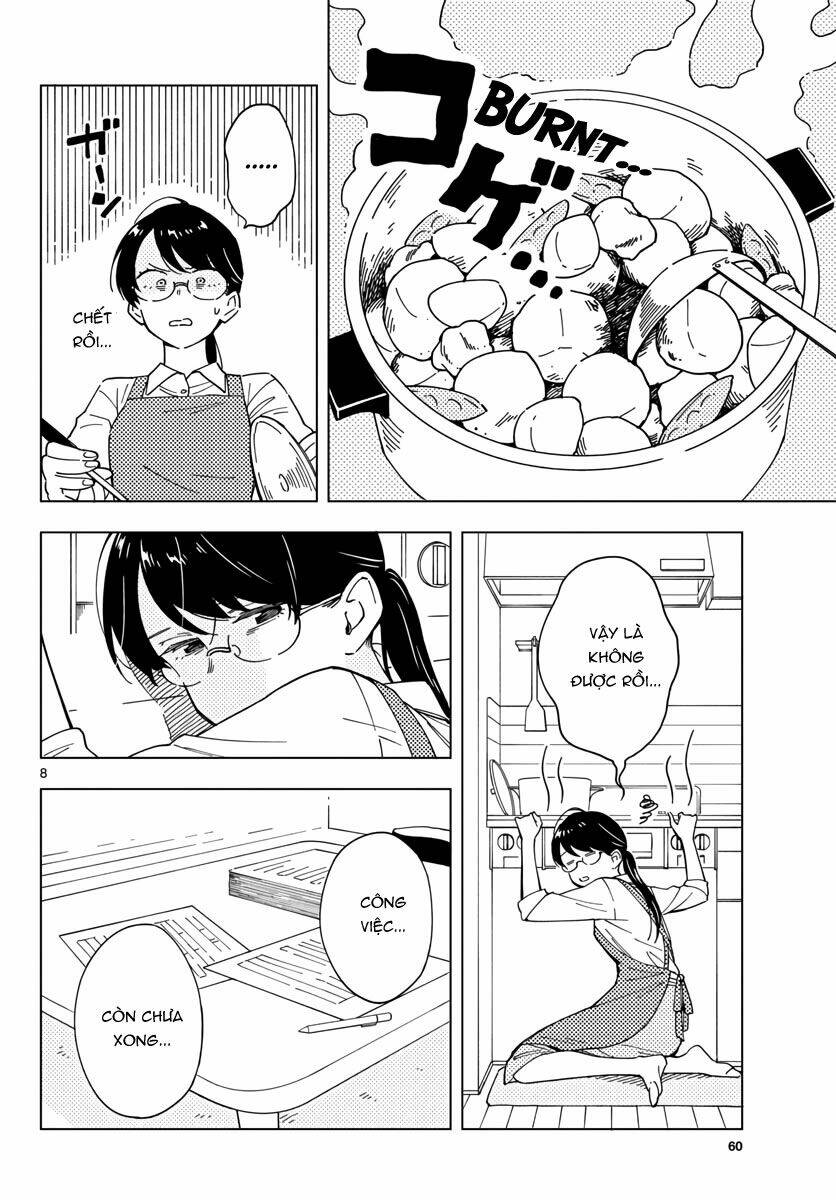 BURNT...
コゲ...
......
ガーン
CHẾT
RỒI...
VẬY LÀ
KHÔNG
ĐƯỢC RỒI...
8
CÔNG
VIỆC...
CÒN CHƯA
XONG...
60